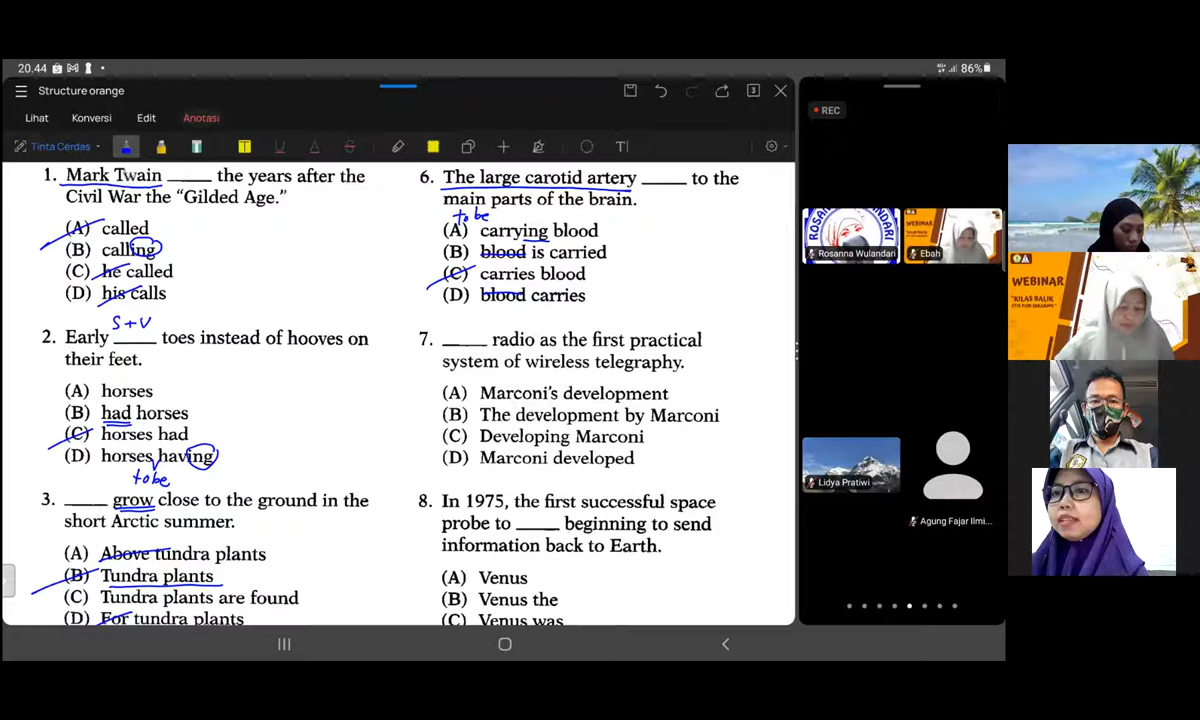 20.44
86%
Structure orange
3
Lihat Konversi Edit Anotasi
Tinta Cerdas
1. Mark Twain _____ the years after the
Civil War the “Gilded Age.”
(A) called
(B) calling
(C) he called
(D) his calls
S+V
2. Early _____ toes instead of hooves on
their feet.
(A) horses
(B) had horses
(C) horses had
(D) horses having
to be
3. _____ grow close to the ground in the
short Arctic summer.
(A) Above tundra plants
(B) Tundra plants
(C) Tundra plants are found
(D) For tundra plants
6. The large carotid artery _____ to the
main parts of the brain.
to be
(A) carrying blood
(B) blood is carried
(C) carries blood
(D) blood carries
7. _____ radio as the first practical
system of wireless telegraphy.
(A) Marconi’s development
(B) The development by Marconi
(C) Developing Marconi
(D) Marconi developed
8. In 1975, the first successful space
probe to _____ beginning to send
information back to Earth.
(A) Venus
(B) Venus the
(C) Venus was
REC
Rosanna Wulandari
Ebah
Lidya Pratiwi
Agung Fajar Ilmi...
WEBINAR
"KILAS BALIK